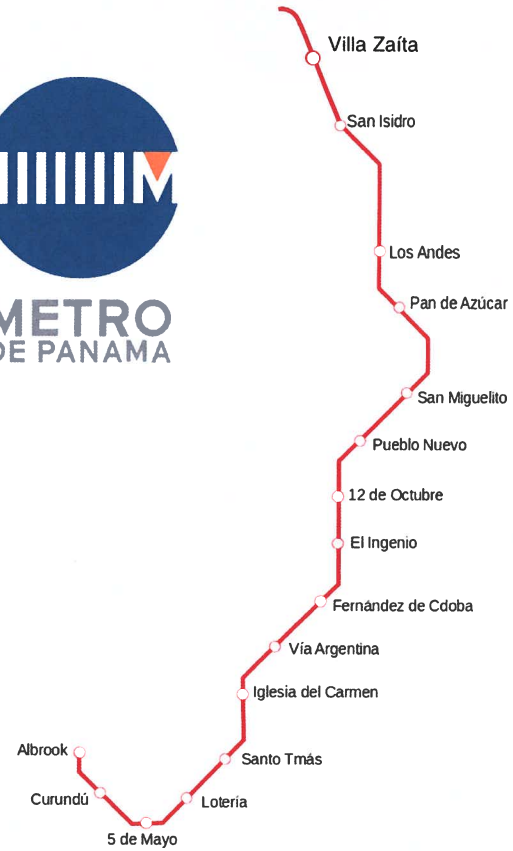 Villa Zaíta
San Isidro
Los Andes
Pan de Azúcar
San Miguelito
Pueblo Nuevo
12 de Octubre
El Ingenio
Fernández de Cdoba
Vía Argentina
Iglesia del Carmen
Santo Tmás
Lotería
5 de Mayo
Curundú
Albrook
M
METRO
DE PANAMA